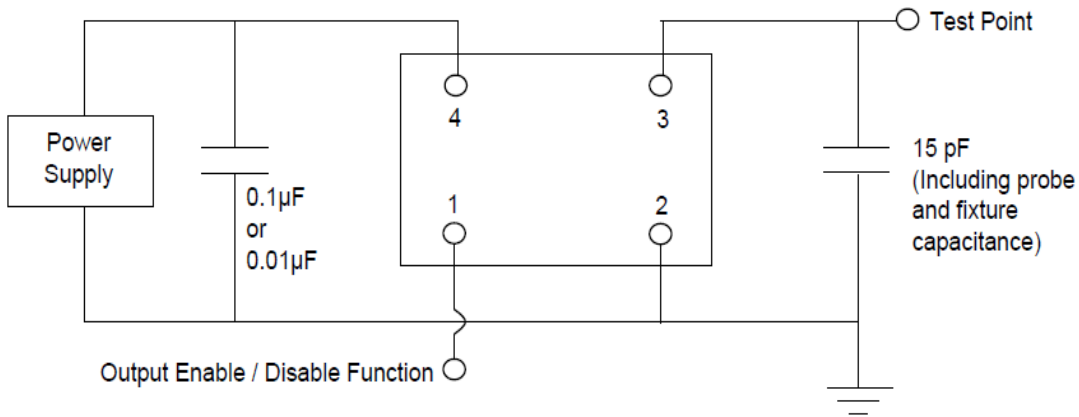 Test Point
4
3
Power
Supply
15 pF
(Including probe
and fixture
capacitance)
0.1µF
or
0.01µF
1
2
Output Enable / Disable Function